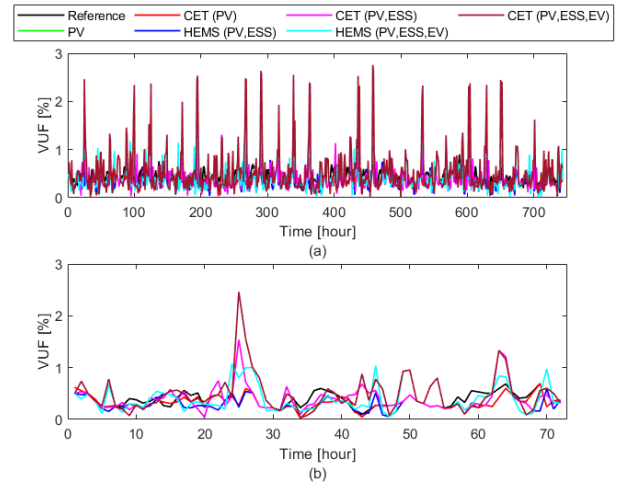 Reference CET (PV) CET (PV,ESS) CET (PV,ESS,EV)
PV HEMS (PV,ESS) HEMS (PV,ESS,EV)
3
2
1
0
VUF [%]
0 100 200 300 400 500 600 700
Time [hour]
(a)
3
2
1
0
VUF [%]
0 10 20 30 40 50 60 70
Time [hour]
(b)